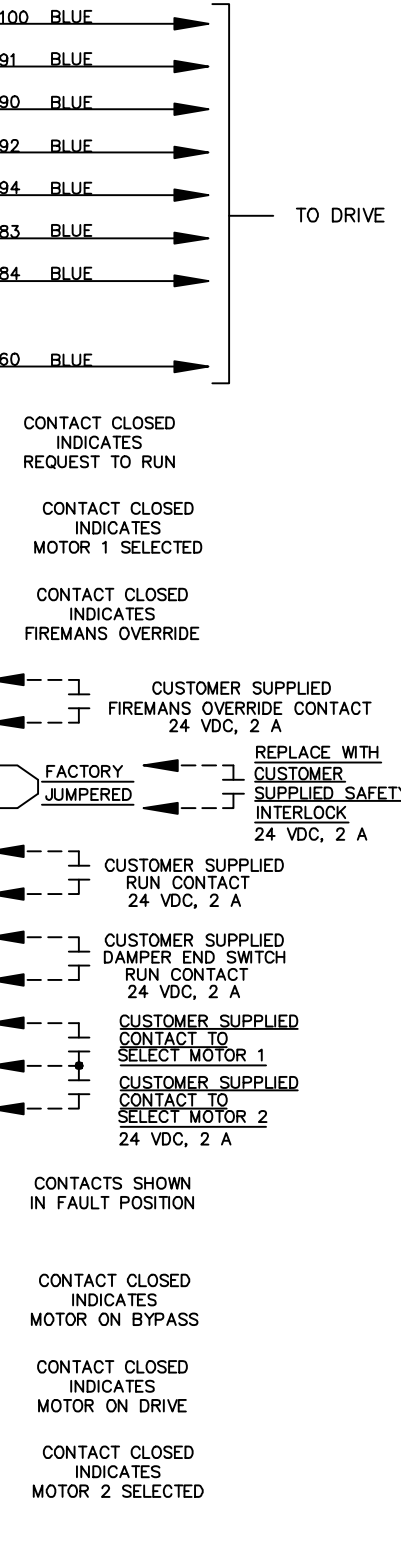 100 BLUE
91 BLUE
90 BLUE
92 BLUE
94 BLUE
83 BLUE
84 BLUE
60 BLUE
TO DRIVE
CONTACT CLOSED
INDICATES
REQUEST TO RUN
CONTACT CLOSED
INDICATES
MOTOR 1 SELECTED
CONTACT CLOSED
INDICATES
FIREMANS OVERRIDE
CUSTOMER SUPPLIED
FIREMANS OVERRIDE CONTACT
24 VDC, 2 A
FACTORY
JUMPERED
REPLACE WITH
CUSTOMER
SUPPLIED SAFETY
INTERLOCK
24 VDC, 2 A
CUSTOMER SUPPLIED
RUN CONTACT
24 VDC, 2 A
CUSTOMER SUPPLIED
DAMPER END SWITCH
RUN CONTACT
24 VDC, 2 A
CUSTOMER SUPPLIED
CONTACT TO
SELECT MOTOR 1
CUSTOMER SUPPLIED
CONTACT TO
SELECT MOTOR 2
24 VDC, 2 A
CONTACTS SHOWN
IN FAULT POSITION
CONTACT CLOSED
INDICATES
MOTOR ON BYPASS
CONTACT CLOSED
INDICATES
MOTOR ON DRIVE
CONTACT CLOSED
INDICATES
MOTOR 2 SELECTED